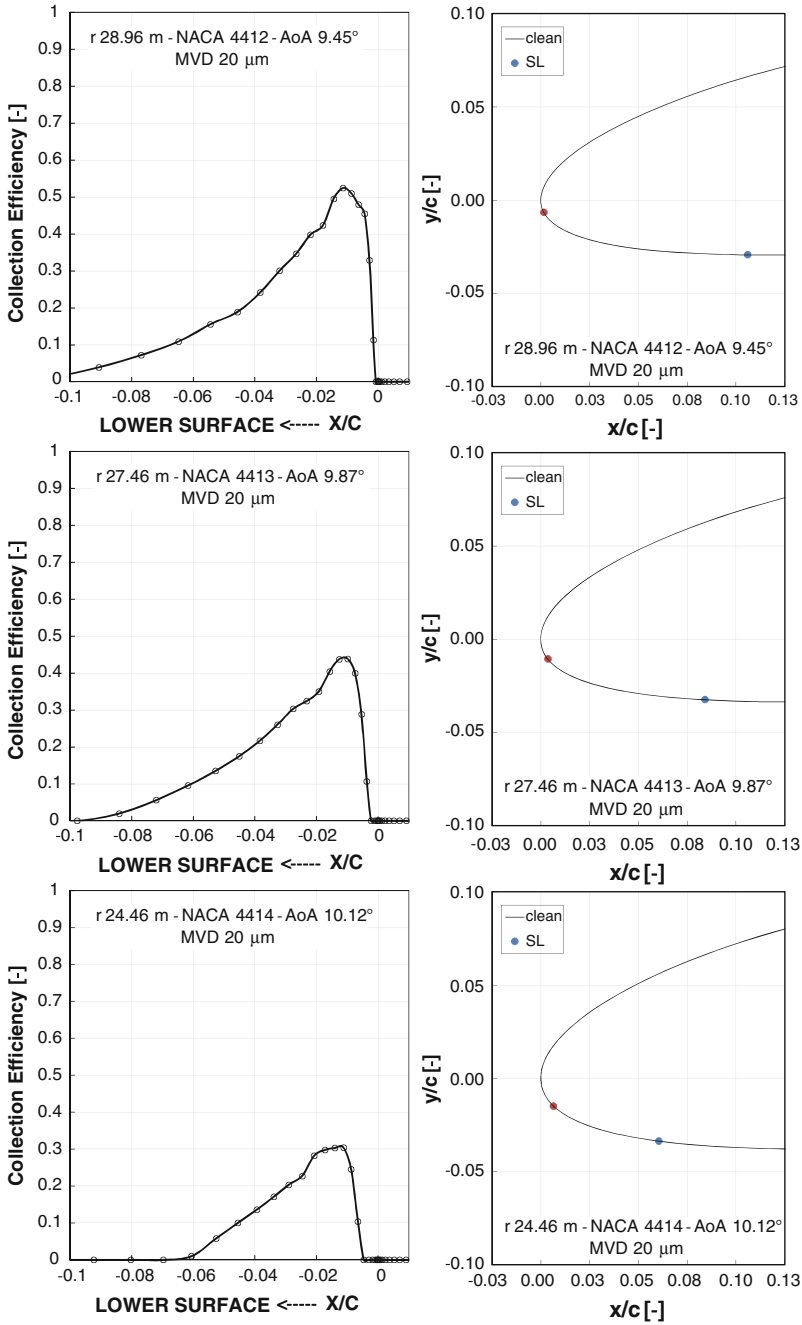 Collection Efficiency [-]
1
0.9
0.8
0.7
0.6
0.5
0.4
0.3
0.2
0.1
0
r 28.96 m - NACA 4412 - AoA 9.45°
MVD 20 µm
-0.1 -0.08 -0.06 -0.04 -0.02 0
LOWER SURFACE <----- X/C
y/c [-]
0.10
0.05
0.00
-0.05
-0.10
clean
SL
r 28.96 m - NACA 4412 - AoA 9.45°
MVD 20 µm
-0.03 0.00 0.03 0.05 0.08 0.10 0.13
x/c [-]
Collection Efficiency [-]
1
0.9
0.8
0.7
0.6
0.5
0.4
0.3
0.2
0.1
0
r 27.46 m - NACA 4413 - AoA 9.87°
MVD 20 µm
-0.1 -0.08 -0.06 -0.04 -0.02 0
LOWER SURFACE <----- X/C
y/c [-]
0.10
0.05
0.00
-0.05
-0.10
clean
SL
r 27.46 m - NACA 4413 - AoA 9.87°
MVD 20 µm
-0.03 0.00 0.03 0.05 0.08 0.10 0.13
x/c [-]
Collection Efficiency [-]
1
0.9
0.8
0.7
0.6
0.5
0.4
0.3
0.2
0.1
0
r 24.46 m - NACA 4414 - AoA 10.12°
MVD 20 µm
-0.1 -0.08 -0.06 -0.04 -0.02 0
LOWER SURFACE <----- X/C
y/c [-]
0.10
0.05
0.00
-0.05
-0.10
clean
SL
r 24.46 m - NACA 4414 - AoA 10.12°
MVD 20 µm
-0.03 0.00 0.03 0.05 0.08 0.10 0.13
x/c [-]